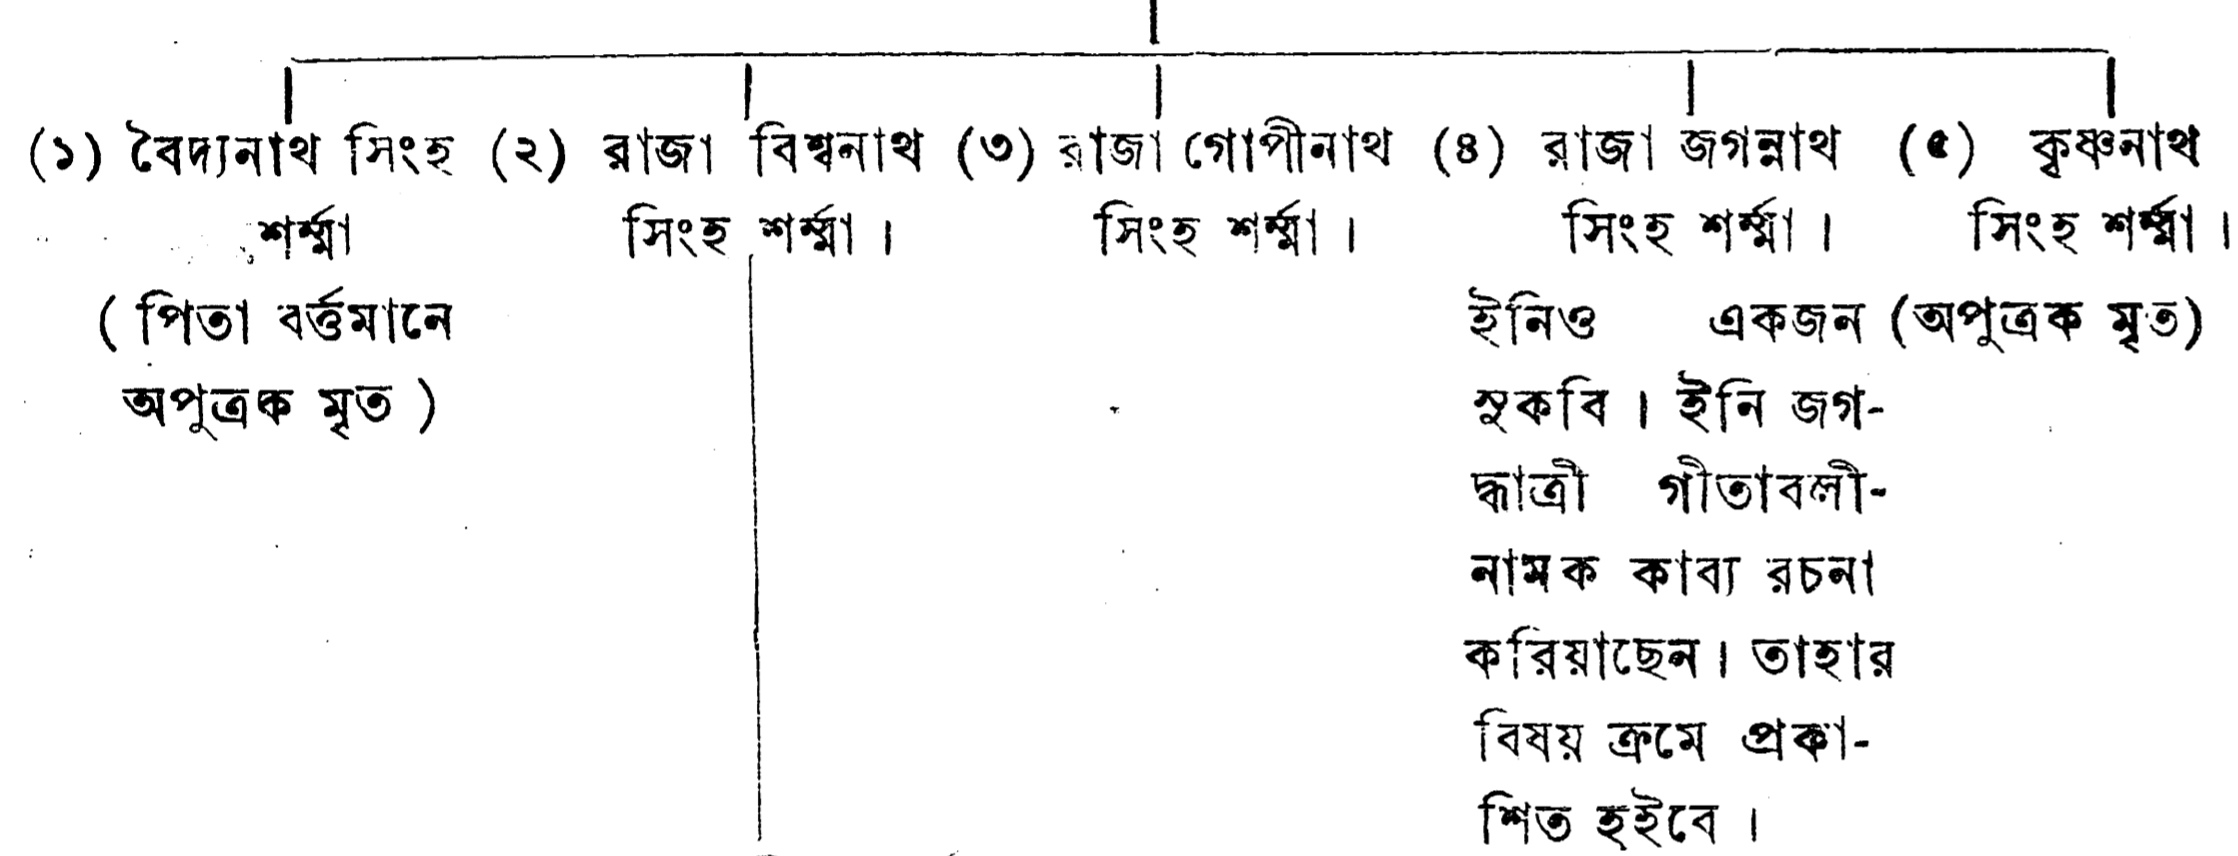 (১) বৈদ্যনাথ সিংহ (২) রাজা বিশ্বনাথ (৩) রাজা গোপীনাথ (৪) রাজা জগন্নাথ (৫) কৃষ্ণনাথ
শর্ম্মা সিংহ শর্ম্মা। সিংহ শর্ম্মা। সিংহ শর্ম্মা। সিংহ শর্ম্মা।
( পিতা বর্ত্তমানে ইনিও একজন (অপুত্রক মৃত)
অপুত্রক মৃত ) সুকবি। ইনি জগ-
দ্ধাত্রী গীতাবলী-
নামক কাব্য রচনা
করিয়াছেন। তাহার
বিষয় ক্রমে প্রকা-
শিত হইবে।